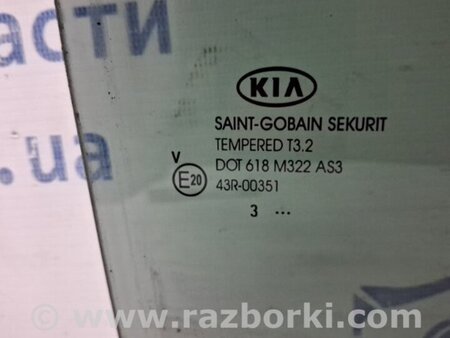 асти
.ua
KIA
SAINT-GOBAIN SEKURIT
TEMPERED T3.2
DOT 618 M322 AS3
V
E20
43R-00351
3 ...
© www.razborki.com